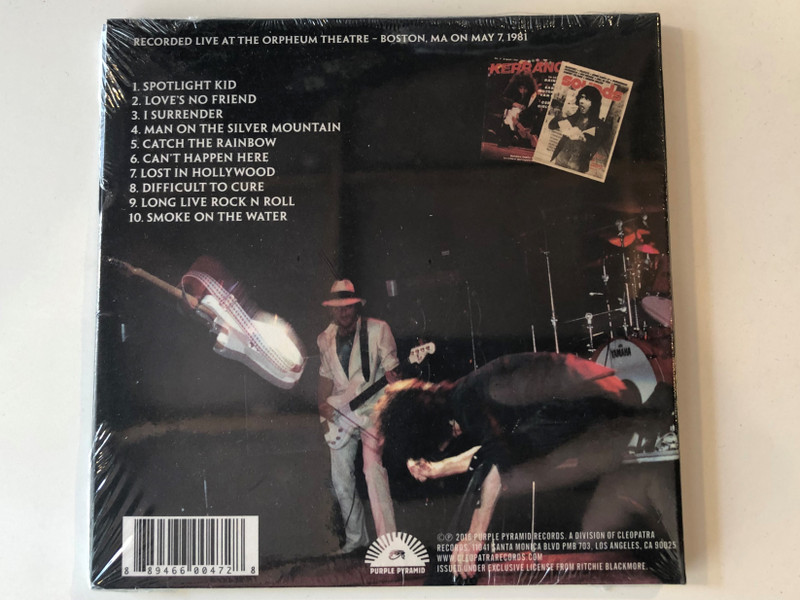 RECORDED LIVE AT THE ORPHEUM THEATRE – BOSTON, MA ON MAY 7, 1981
KERRANG
Sounds
1. SPOTLIGHT KID
2. LOVE'S NO FRIEND
3. I SURRENDER
4. MAN ON THE SILVER MOUNTAIN
5. CATCH THE RAINBOW
6. CAN'T HAPPEN HERE
7. LOST IN HOLLYWOOD
8. DIFFICULT TO CURE
9. LONG LIVE ROCK N ROLL
10. SMOKE ON THE WATER
YAMAHA
8 89466 00472 8
PURPLE PYRAMID
©℗ 2016 PURPLE PYRAMID RECORDS. A DIVISION OF CLEOPATRA
RECORDS, 11041 SANTA MONICA BLVD PMB 703, LOS ANGELES, CA 90025
WWW.CLEOPATRARECORDS.COM
ISSUED UNDER EXCLUSIVE LICENSE FROM RITCHIE BLACKMORE.